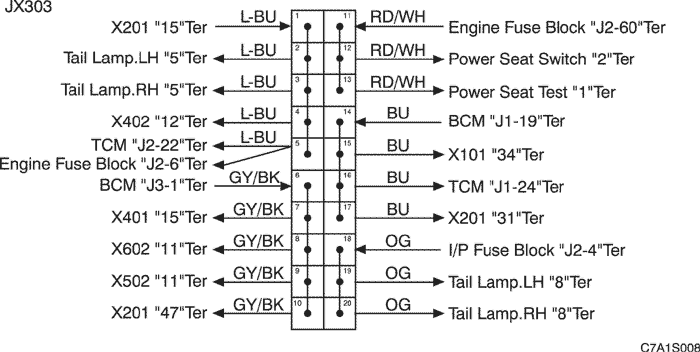 JX303
X201 "15"Ter L-BU 1 11 RD/WH Engine Fuse Block "J2-60"Ter
Tail Lamp.LH "5"Ter L-BU 2 12 RD/WH Power Seat Switch "2"Ter
Tail Lamp.RH "5"Ter L-BU 3 13 RD/WH Power Seat Test "1"Ter
X402 "12"Ter L-BU 4 14 BU BCM "J1-19"Ter
TCM "J2-22"Ter L-BU
Engine Fuse Block "J2-6"Ter 5 15 BU X101 "34"Ter
BCM "J3-1"Ter GY/BK 6 16 BU TCM "J1-24"Ter
X401 "15"Ter GY/BK 7 17 BU X201 "31"Ter
X602 "11"Ter GY/BK 8 18 OG I/P Fuse Block "J2-4"Ter
X502 "11"Ter GY/BK 9 19 OG Tail Lamp.LH "8"Ter
X201 "47"Ter GY/BK 10 20 OG Tail Lamp.RH "8"Ter
C7A1S008